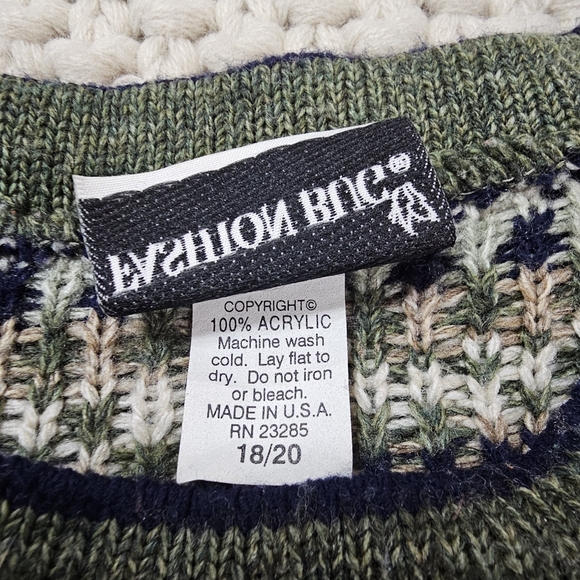 FASHION BUG®
COPYRIGHT©
100% ACRYLIC
Machine wash
cold. Lay flat to
dry. Do not iron
or bleach.
MADE IN U.S.A.
RN 23285
18/20